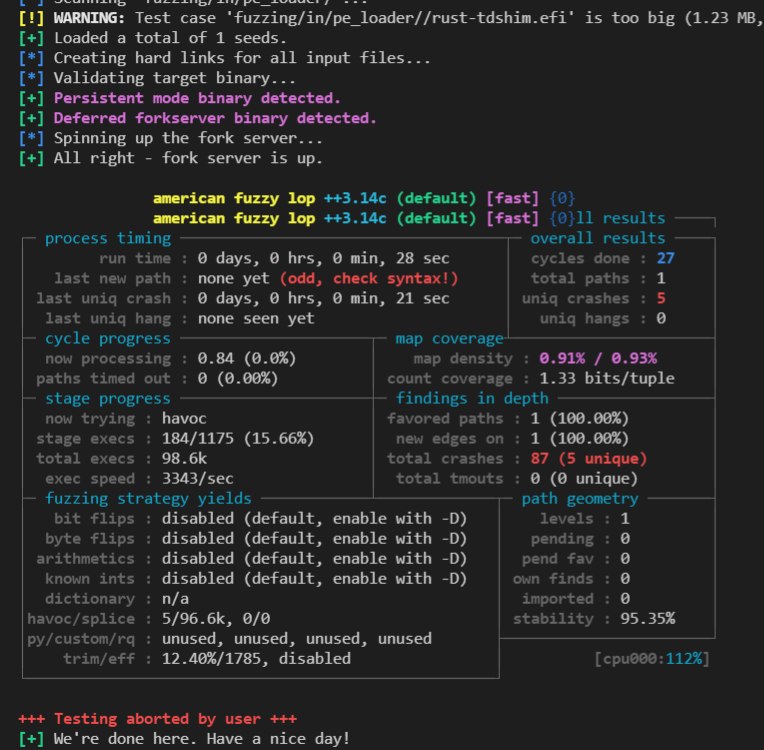 [*] Scanning 'fuzzing/in/pe_loader/'...
[!] WARNING: Test case 'fuzzing/in/pe_loader//rust-tdshim.efi' is too big (1.23 MB,
[+] Loaded a total of 1 seeds.
[*] Creating hard links for all input files...
[*] Validating target binary...
[+] Persistent mode binary detected.
[+] Deferred forkserver binary detected.
[*] Spinning up the fork server...
[+] All right - fork server is up.
american fuzzy lop ++3.14c (default) [fast] {0}
american fuzzy lop ++3.14c (default) [fast] {0}ll results
process timing overall results
run time : 0 days, 0 hrs, 0 min, 28 sec cycles done : 27
last new path : none yet (odd, check syntax!) total paths : 1
last uniq crash : 0 days, 0 hrs, 0 min, 21 sec uniq crashes : 5
last uniq hang : none seen yet uniq hangs : 0
cycle progress map coverage
now processing : 0.84 (0.0%) map density : 0.91% / 0.93%
paths timed out : 0 (0.00%) count coverage : 1.33 bits/tuple
stage progress findings in depth
now trying : havoc favored paths : 1 (100.00%)
stage execs : 184/1175 (15.66%) new edges on : 1 (100.00%)
total execs : 98.6k total crashes : 87 (5 unique)
exec speed : 3343/sec total tmouts : 0 (0 unique)
fuzzing strategy yields path geometry
bit flips : disabled (default, enable with -D) levels : 1
byte flips : disabled (default, enable with -D) pending : 0
arithmetics : disabled (default, enable with -D) pend fav : 0
known ints : disabled (default, enable with -D) own finds : 0
dictionary : n/a imported : 0
havoc/splice : 5/96.6k, 0/0 stability : 95.35%
py/custom/rq : unused, unused, unused, unused
trim/eff : 12.40%/1785, disabled [cpu000:112%]
+++ Testing aborted by user +++
[+] We're done here. Have a nice day!